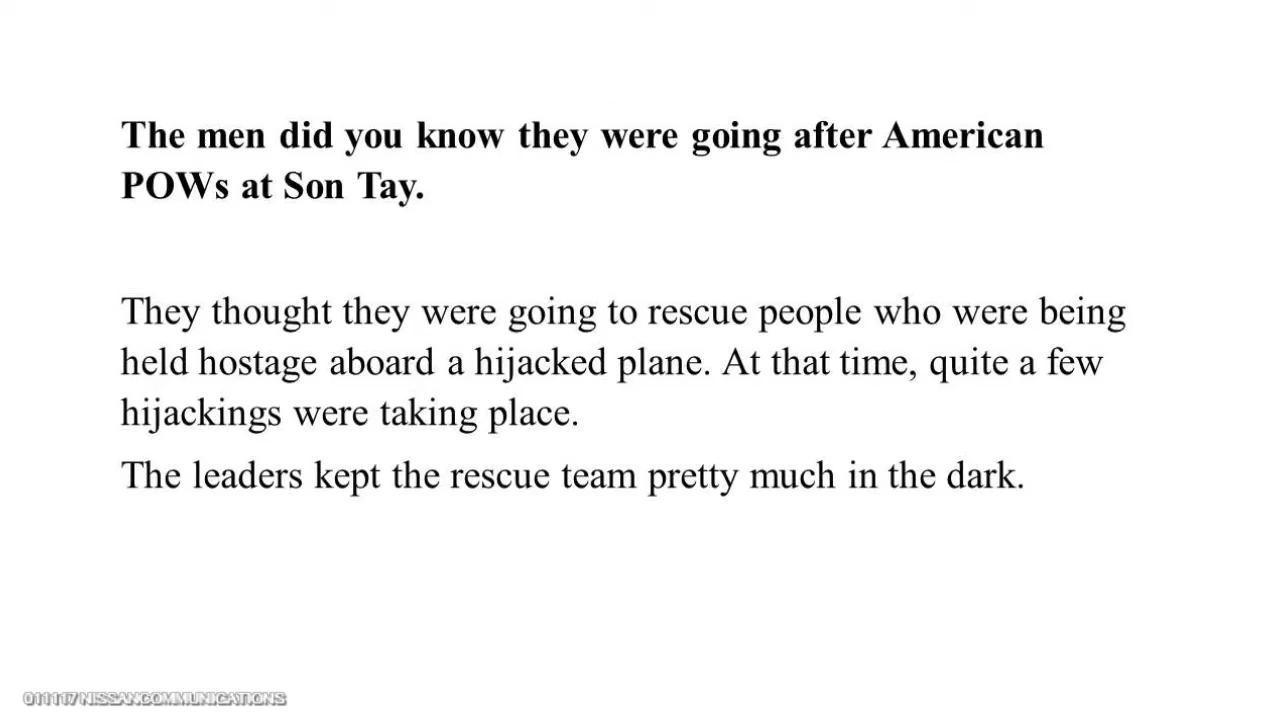 The men did you know they were going after American
POWs at Son Tay.
They thought they were going to rescue people who were being
held hostage aboard a hijacked plane. At that time, quite a few
hijackings were taking place.
The leaders kept the rescue team pretty much in the dark.
011117 NISSANCOMMUNICATIONS